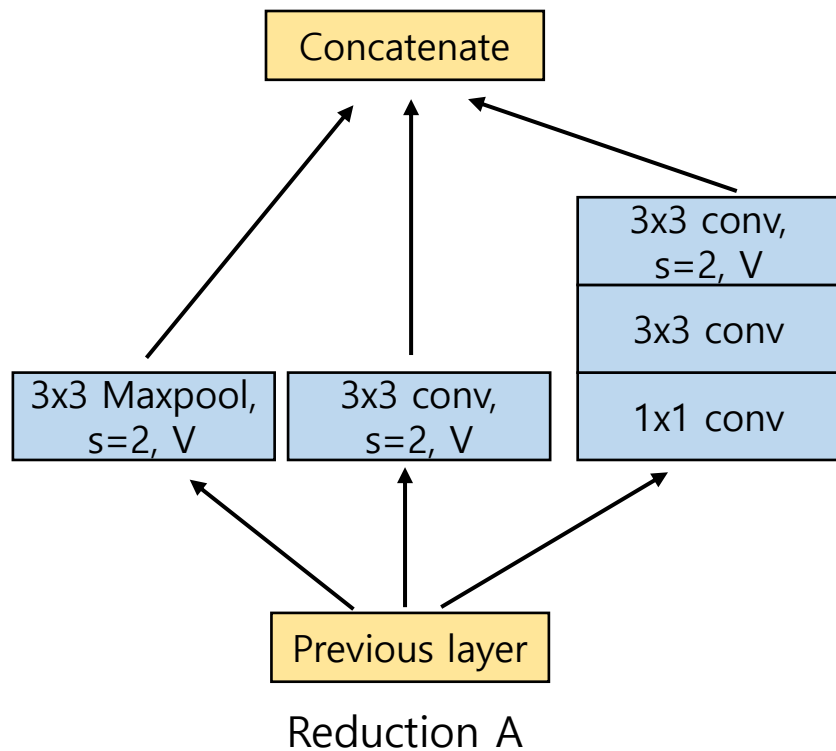 Concatenate
3x3 conv,
s=2, V
3x3 conv
1x1 conv
3x3 Maxpool,
s=2, V
3x3 conv,
s=2, V
Previous layer
Reduction A